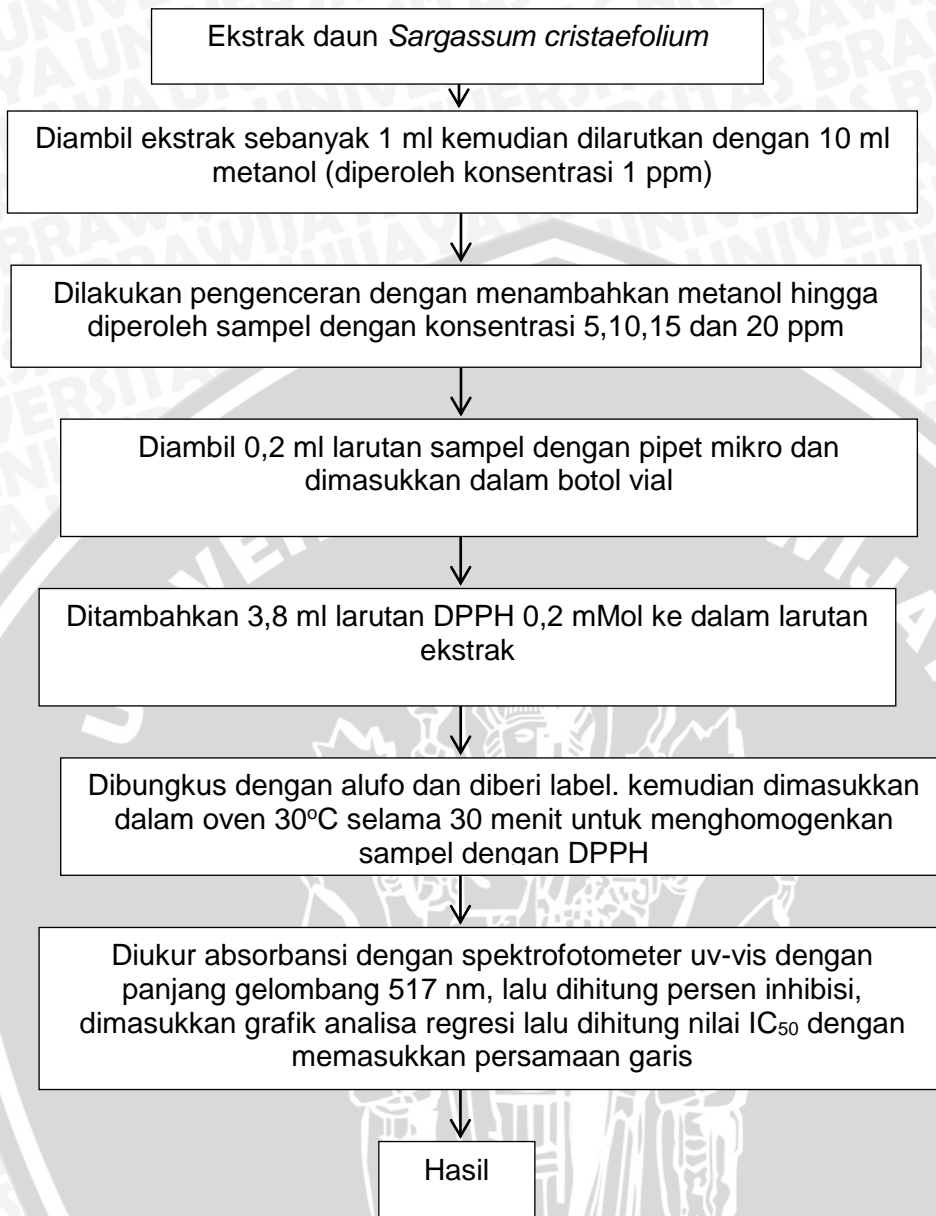 Ekstrak daun Sargassum cristaefolium
Diambil ekstrak sebanyak 1 ml kemudian dilarutkan dengan 10 ml
metanol (diperoleh konsentrasi 1 ppm)
Dilakukan pengenceran dengan menambahkan metanol hingga
diperoleh sampel dengan konsentrasi 5,10,15 dan 20 ppm
Diambil 0,2 ml larutan sampel dengan pipet mikro dan
dimasukkan dalam botol vial
Ditambahkan 3,8 ml larutan DPPH 0,2 mMol ke dalam larutan
ekstrak
Dibungkus dengan alufo dan diberi label. kemudian dimasukkan
dalam oven 30°C selama 30 menit untuk menghomogenkan
sampel dengan DPPH
Diukur absorbansi dengan spektrofotometer uv-vis dengan
panjang gelombang 517 nm, lalu dihitung persen inhibisi,
dimasukkan grafik analisa regresi lalu dihitung nilai IC₅₀ dengan
memasukkan persamaan garis
Hasil